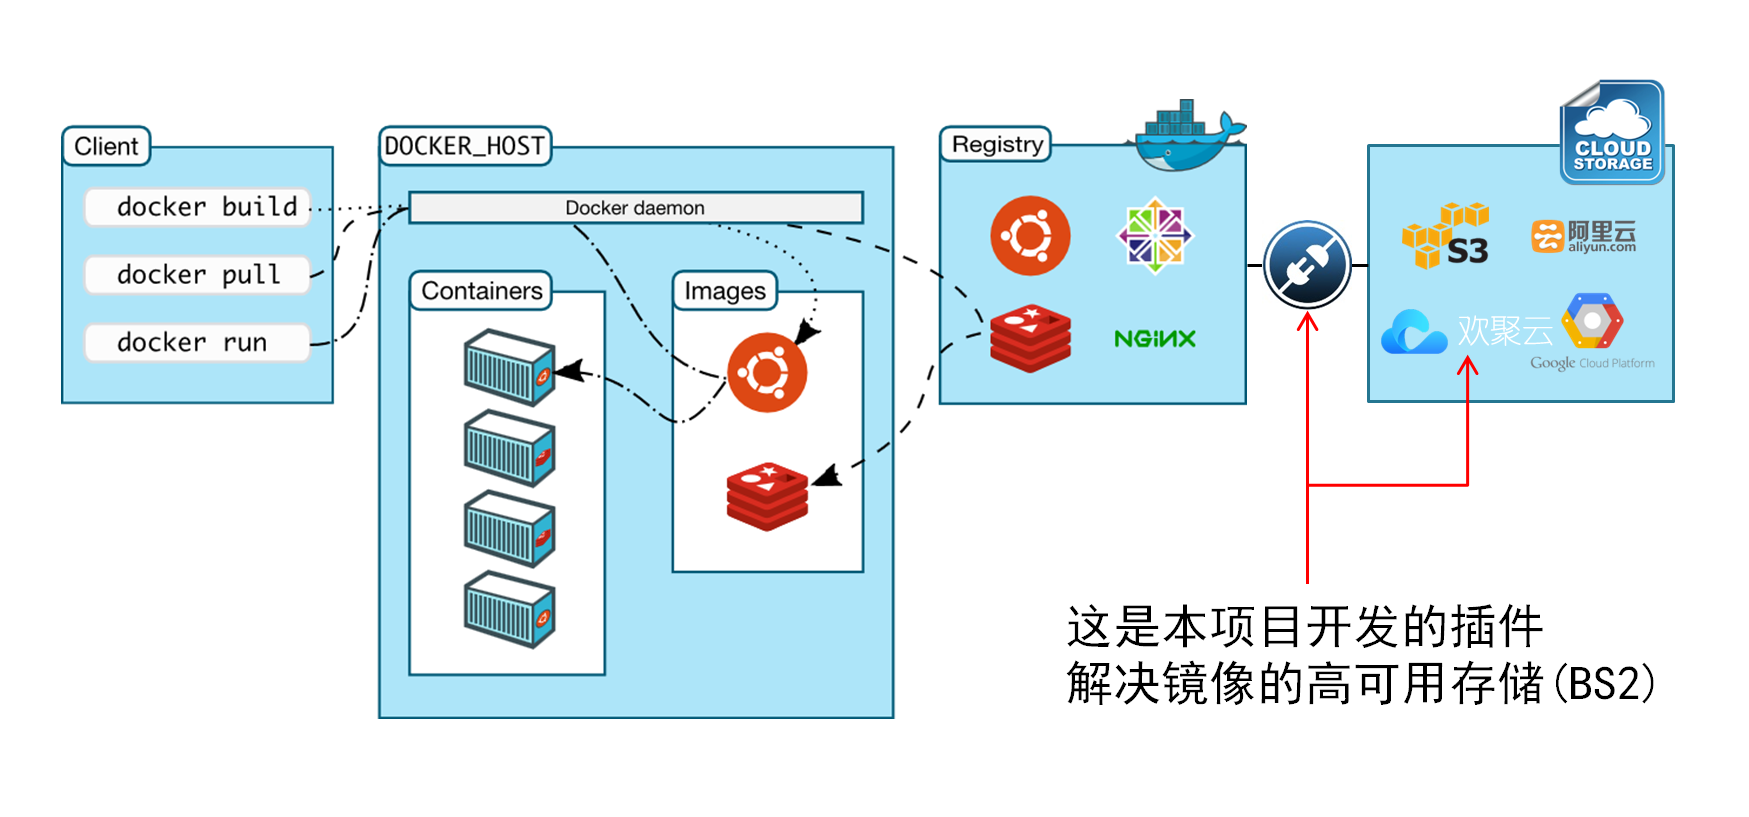 Client
docker build
docker pull
docker run
DOCKER_HOST
Docker daemon
Containers
Images
Registry
NGiNX
CLOUD
STORAGE
S3
阿里云
aliyun.com
欢聚云
Google Cloud Platform
这是本项目开发的插件
解决镜像的高可用存储(BS2)